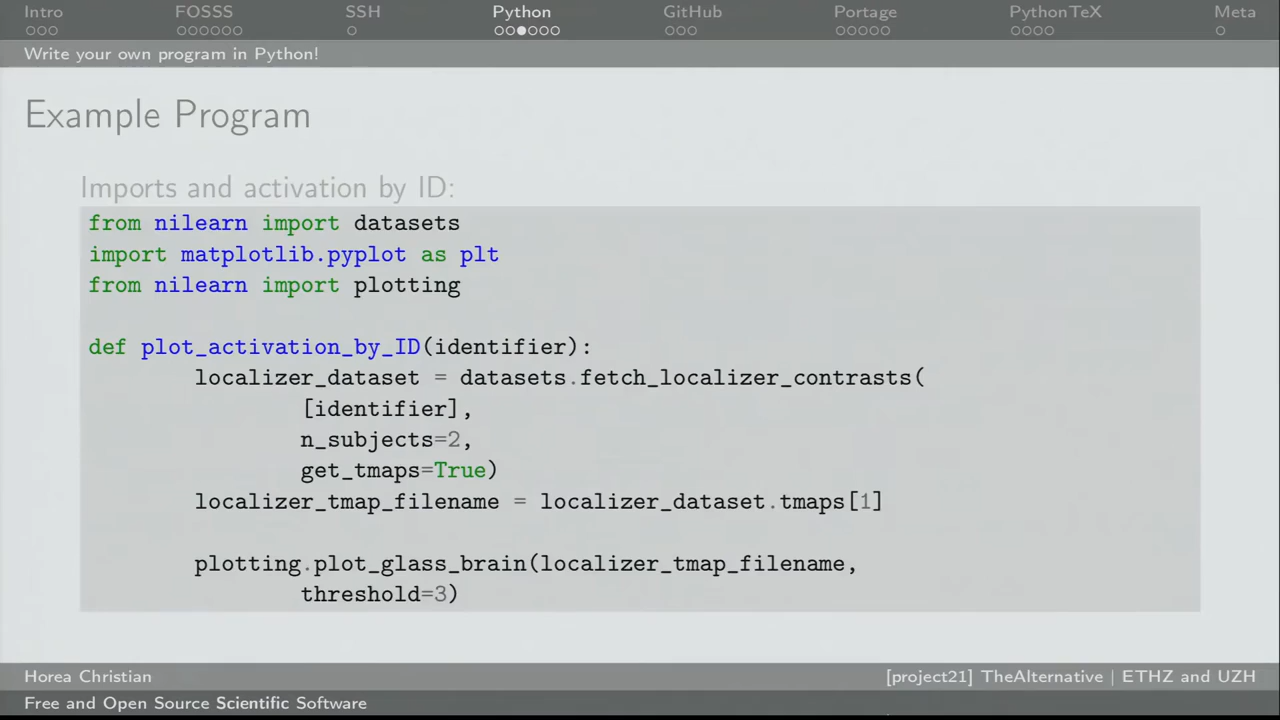 Intro FOSSS SSH Python GitHub Portage PythonTeX Meta
Write your own program in Python!
Example Program
Imports and activation by ID:
from nilearn import datasets
import matplotlib.pyplot as plt
from nilearn import plotting
def plot_activation_by_ID(identifier):
localizer_dataset = datasets.fetch_localizer_contrasts(
[identifier],
n_subjects=2,
get_tmaps=True)
localizer_tmap_filename = localizer_dataset.tmaps[1]
plotting.plot_glass_brain(localizer_tmap_filename,
threshold=3)
Horea Christian [project21] TheAlternative | ETHZ and UZH
Free and Open Source Scientific Software